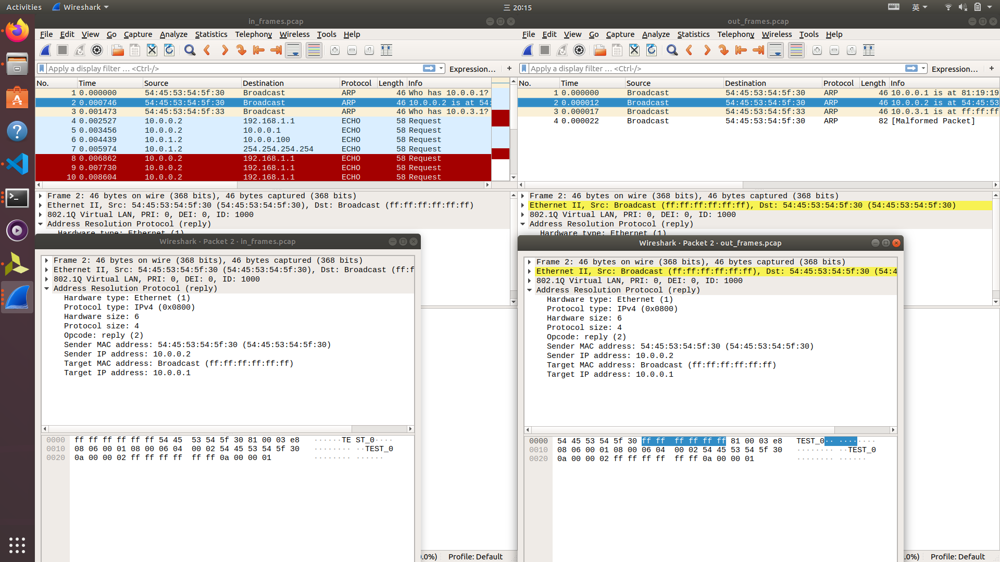 Activities
Wireshark
三 20:15
英
in_frames.pcap
File Edit View Go Capture Analyze Statistics Telephony Wireless Tools Help
Apply a display filter … <Ctrl-/>
Expression… +
No. Time Source Destination Protocol Length Info
1 0.000000 54:45:53:54:5f:30 Broadcast ARP 46 Who has 10.0.0.1?
2 0.000746 54:45:53:54:5f:30 Broadcast ARP 46 10.0.0.2 is at 54:
3 0.001473 54:45:53:54:5f:33 Broadcast ARP 46 Who has 10.0.3.1?
4 0.002527 10.0.0.2 192.168.1.1 ECHO 58 Request
5 0.003456 10.0.0.2 10.0.0.1 ECHO 58 Request
6 0.004439 10.0.1.2 10.0.0.100 ECHO 58 Request
7 0.005974 10.0.1.2 254.254.254.254 ECHO 58 Request
8 0.006862 10.0.0.2 192.168.1.1 ECHO 58 Request
9 0.007730 10.0.0.2 192.168.1.1 ECHO 58 Request
10 0.008604 10.0.0.2 192.168.1.1 ECHO 58 Request
Frame 2: 46 bytes on wire (368 bits), 46 bytes captured (368 bits)
Ethernet II, Src: 54:45:53:54:5f:30 (54:45:53:54:5f:30), Dst: Broadcast (ff:ff:ff:ff:ff:ff)
802.1Q Virtual LAN, PRI: 0, DEI: 0, ID: 1000
Address Resolution Protocol (reply)
Hardware type: Ethernet (1)
Wireshark · Packet 2 · in_frames.pcap
Frame 2: 46 bytes on wire (368 bits), 46 bytes captured (368 bits)
Ethernet II, Src: 54:45:53:54:5f:30 (54:45:53:54:5f:30), Dst: Broadcast (ff:f
802.1Q Virtual LAN, PRI: 0, DEI: 0, ID: 1000
Address Resolution Protocol (reply)
Hardware type: Ethernet (1)
Protocol type: IPv4 (0x0800)
Hardware size: 6
Protocol size: 4
Opcode: reply (2)
Sender MAC address: 54:45:53:54:5f:30 (54:45:53:54:5f:30)
Sender IP address: 10.0.0.2
Target MAC address: Broadcast (ff:ff:ff:ff:ff:ff)
Target IP address: 10.0.0.1
0000 ff ff ff ff ff ff 54 45 53 54 5f 30 81 00 03 e8 ······TE ST_0····
0010 08 06 00 01 08 00 06 04 00 02 54 45 53 54 5f 30 ········ ··TEST_0
0020 0a 00 00 02 ff ff ff ff ff ff 0a 00 00 01 ········ ······
0.0%) Profile: Default
out_frames.pcap
File Edit View Go Capture Analyze Statistics Telephony Wireless Tools Help
Apply a display filter … <Ctrl-/>
Expression… +
No. Time Source Destination Protocol Length Info
1 0.000000 Broadcast 54:45:53:54:5f:30 ARP 46 10.0.0.1 is at 81:19:19
2 0.000012 Broadcast 54:45:53:54:5f:30 ARP 46 10.0.0.2 is at 54:45:53
3 0.000017 Broadcast 54:45:53:54:5f:33 ARP 46 10.0.3.1 is at ff:ff:ff
4 0.000022 Broadcast 54:45:53:54:5f:30 ARP 82 [Malformed Packet]
Frame 2: 46 bytes on wire (368 bits), 46 bytes captured (368 bits)
Ethernet II, Src: Broadcast (ff:ff:ff:ff:ff:ff), Dst: 54:45:53:54:5f:30 (54:45:53:54:5f:30)
802.1Q Virtual LAN, PRI: 0, DEI: 0, ID: 1000
Address Resolution Protocol (reply)
Hardware type: Ethernet (1)
Wireshark · Packet 2 · out_frames.pcap
Frame 2: 46 bytes on wire (368 bits), 46 bytes captured (368 bits)
Ethernet II, Src: Broadcast (ff:ff:ff:ff:ff:ff), Dst: 54:45:53:54:5f:30 (54:4
802.1Q Virtual LAN, PRI: 0, DEI: 0, ID: 1000
Address Resolution Protocol (reply)
Hardware type: Ethernet (1)
Protocol type: IPv4 (0x0800)
Hardware size: 6
Protocol size: 4
Opcode: reply (2)
Sender MAC address: 54:45:53:54:5f:30 (54:45:53:54:5f:30)
Sender IP address: 10.0.0.2
Target MAC address: Broadcast (ff:ff:ff:ff:ff:ff)
Target IP address: 10.0.0.1
0000 54 45 53 54 5f 30 ff ff ff ff ff ff 81 00 03 e8 TEST_0·· ········
0010 08 06 00 01 08 00 06 04 00 02 54 45 53 54 5f 30 ········ ··TEST_0
0020 0a 00 00 02 ff ff ff ff ff ff 0a 00 00 01 ········ ······
.0%) Profile: Default